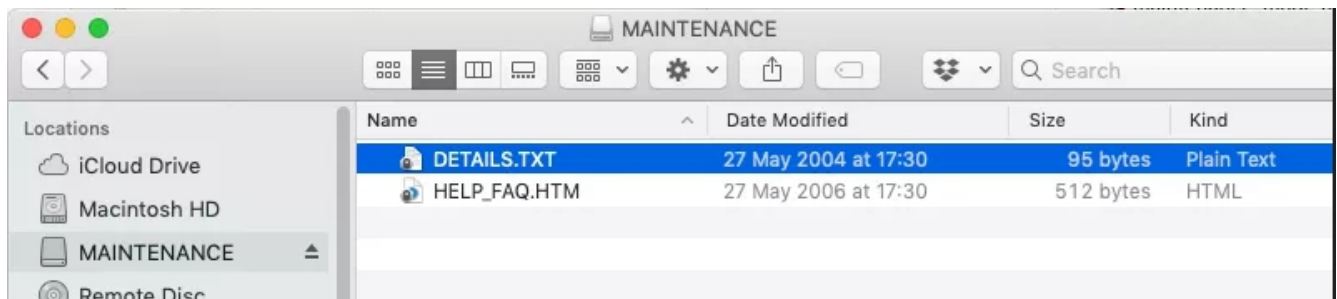 MAINTENANCE
Search
Locations
iCloud Drive
Macintosh HD
MAINTENANCE
Remote Disc
Name Date Modified Size Kind
DETAILS.TXT 27 May 2004 at 17:30 95 bytes Plain Text
HELP_FAQ.HTM 27 May 2006 at 17:30 512 bytes HTML